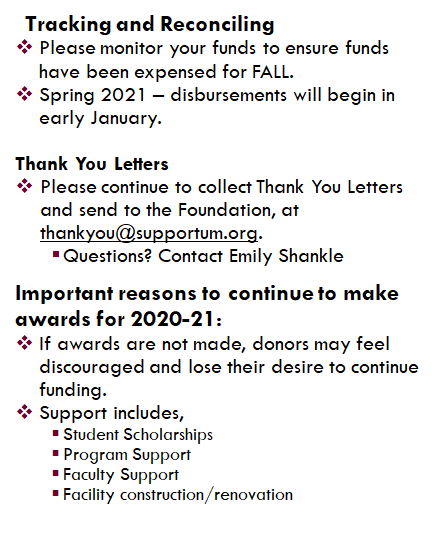 Tracking and Reconciling
❖ Please monitor your funds to ensure funds
have been expensed for FALL.
❖ Spring 2021 – disbursements will begin in
early January.
Thank You Letters
❖ Please continue to collect Thank You Letters
and send to the Foundation, at
thankyou@supportum.org.
▪ Questions? Contact Emily Shankle
Important reasons to continue to make
awards for 2020-21:
❖ If awards are not made, donors may feel
discouraged and lose their desire to continue
funding.
❖ Support includes,
▪ Student Scholarships
▪ Program Support
▪ Faculty Support
▪ Facility construction/renovation